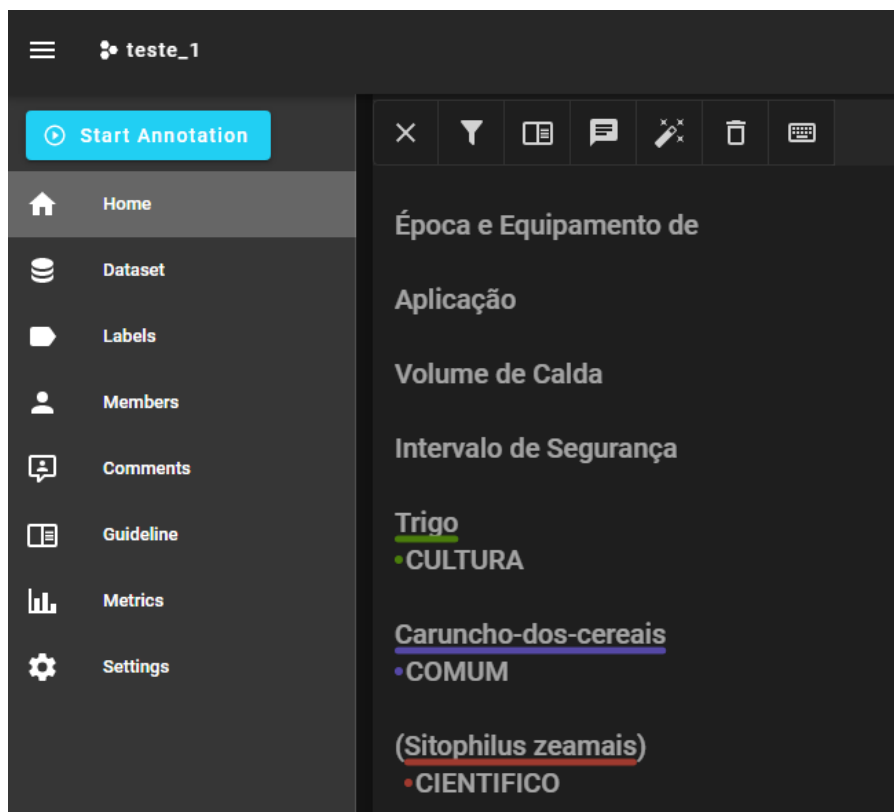 teste_1
Start Annotation
Home
Dataset
Labels
Members
Comments
Guideline
Metrics
Settings
Época e Equipamento de
Aplicação
Volume de Calda
Intervalo de Segurança
Trigo
•CULTURA
Caruncho-dos-cereais
•COMUM
(Sitophilus zeamais)
•CIENTIFICO